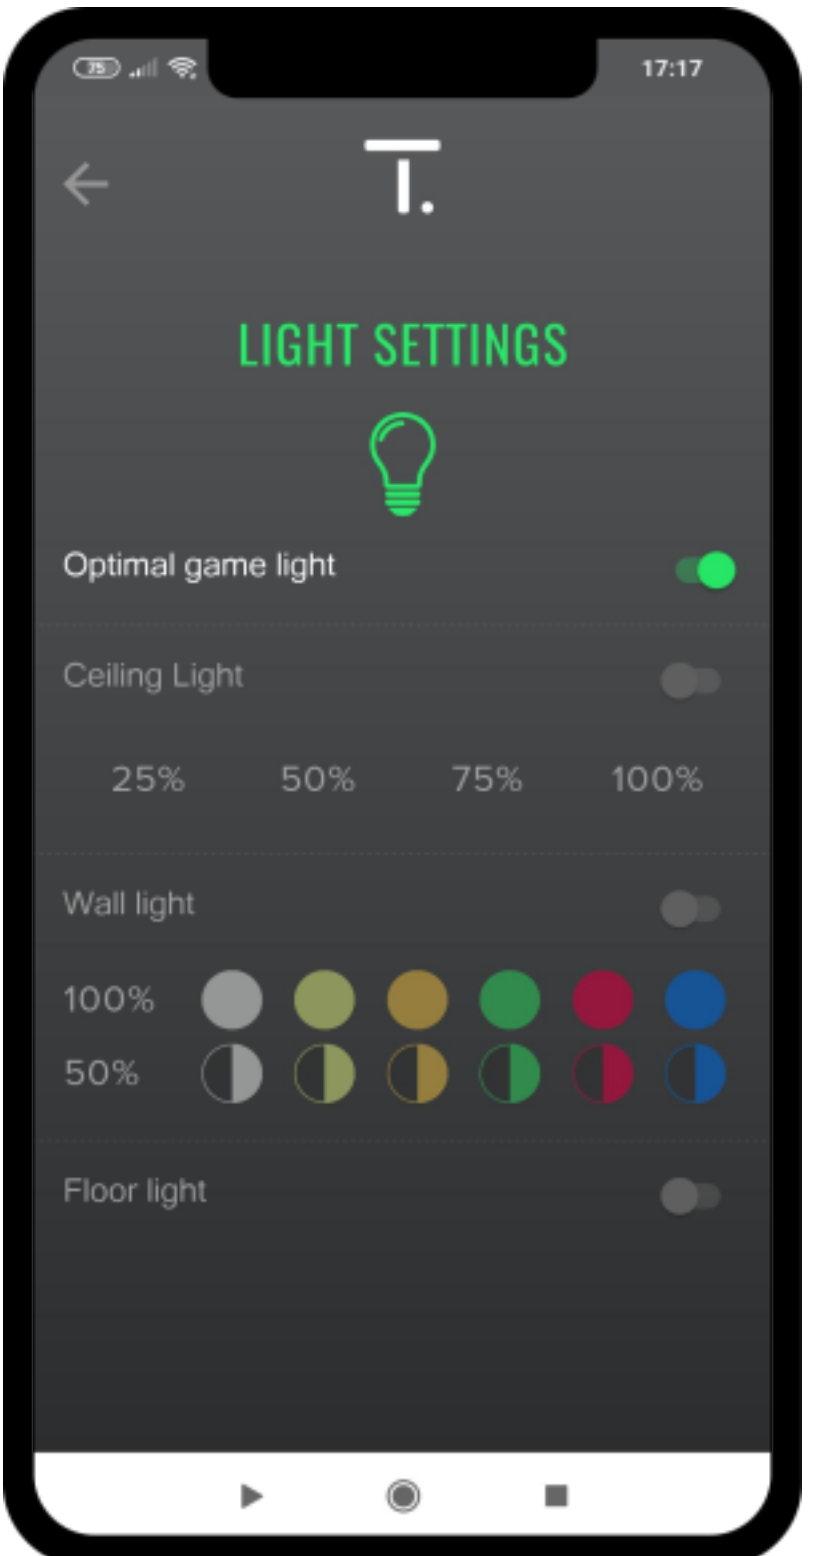 75
17:17
T.
LIGHT SETTINGS
Optimal game light
Ceiling Light
25% 50% 75% 100%
Wall light
100%
50%
Floor light